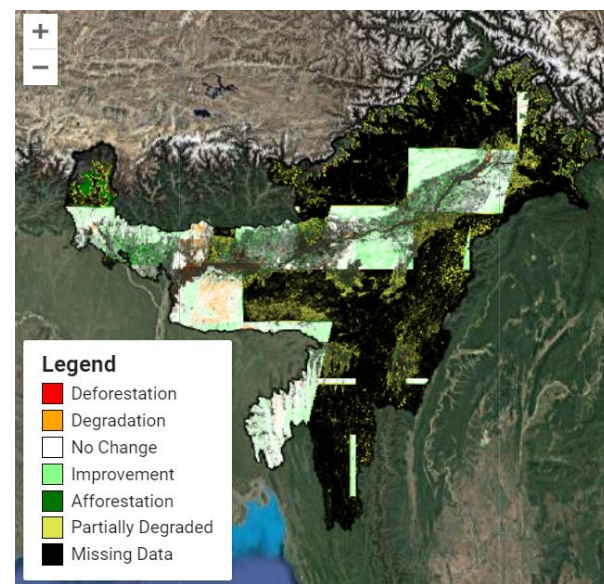 +
−
Legend
Deforestation
Degradation
No Change
Improvement
Afforestation
Partially Degraded
Missing Data